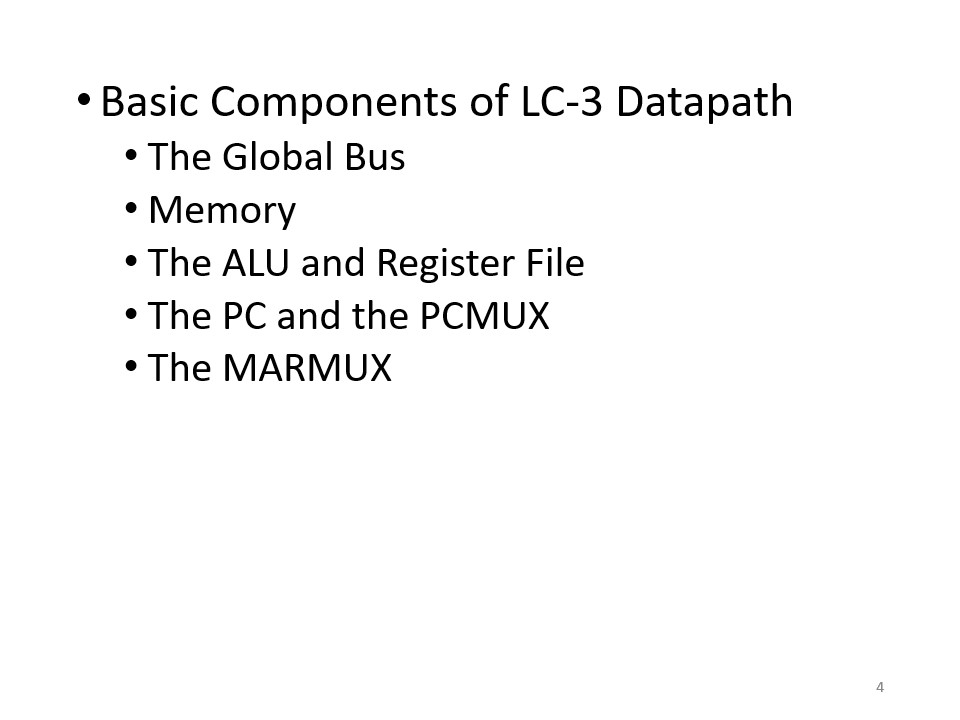 • Basic Components of LC-3 Datapath
• The Global Bus
• Memory
• The ALU and Register File
• The PC and the PCMUX
• The MARMUX
4